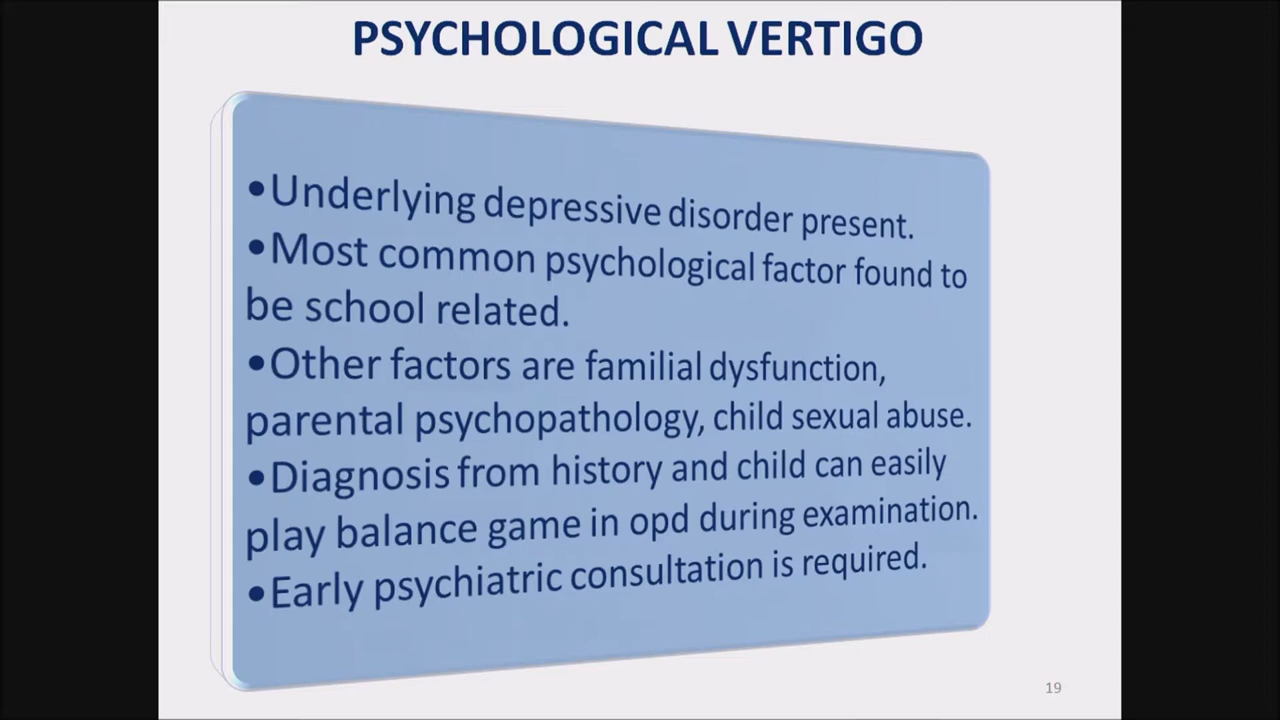 PSYCHOLOGICAL VERTIGO
•Underlying depressive disorder present.
•Most common psychological factor found to
be school related.
•Other factors are familial dysfunction,
parental psychopathology, child sexual abuse.
•Diagnosis from history and child can easily
play balance game in opd during examination.
•Early psychiatric consultation is required.
19